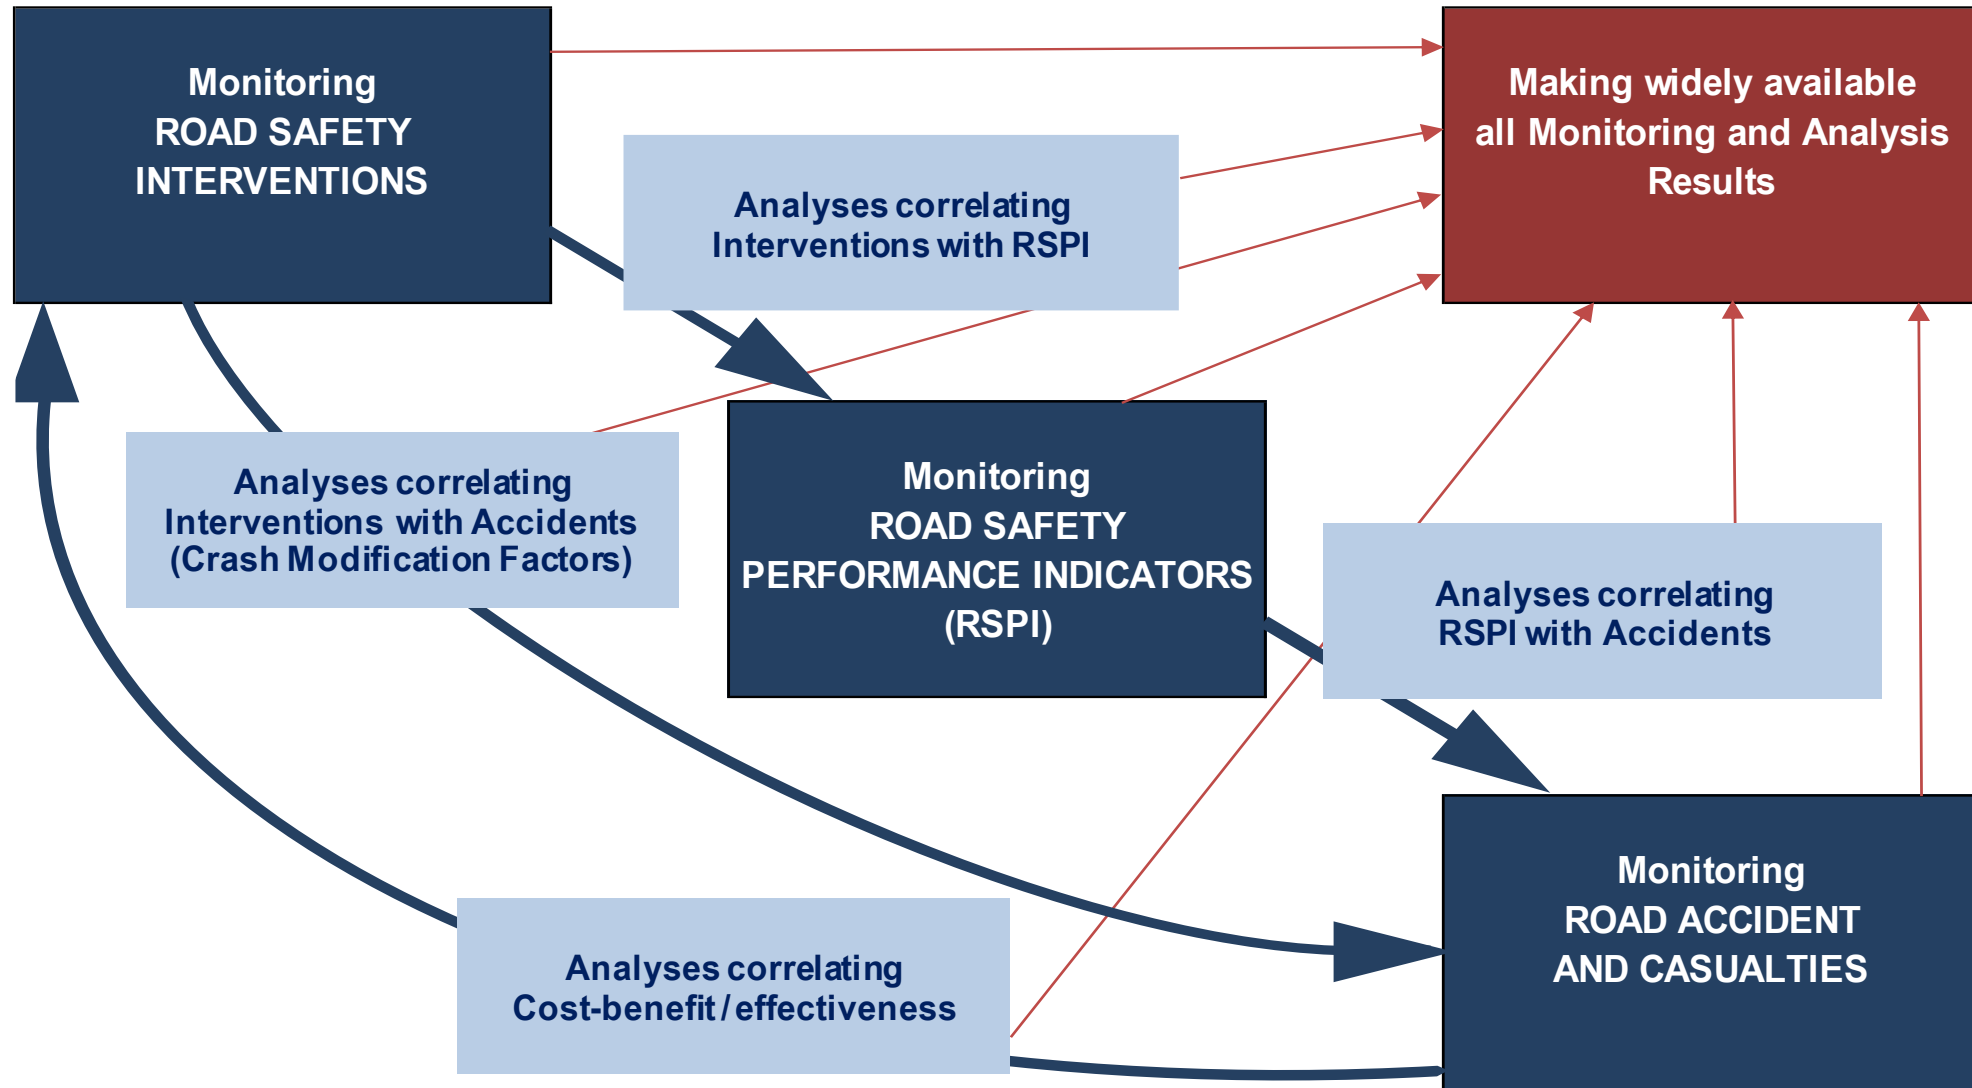 Monitoring
ROAD SAFETY
INTERVENTIONS
Making widely available
all Monitoring and Analysis
Results
Analyses correlating
Interventions with RSPI
Analyses correlating
Interventions with Accidents
(Crash Modification Factors)
Monitoring
ROAD SAFETY
PERFORMANCE INDICATORS
(RSPI)
Analyses correlating
RSPI with Accidents
Monitoring
ROAD ACCIDENT
AND CASUALTIES
Analyses correlating
Cost-benefit/effectiveness